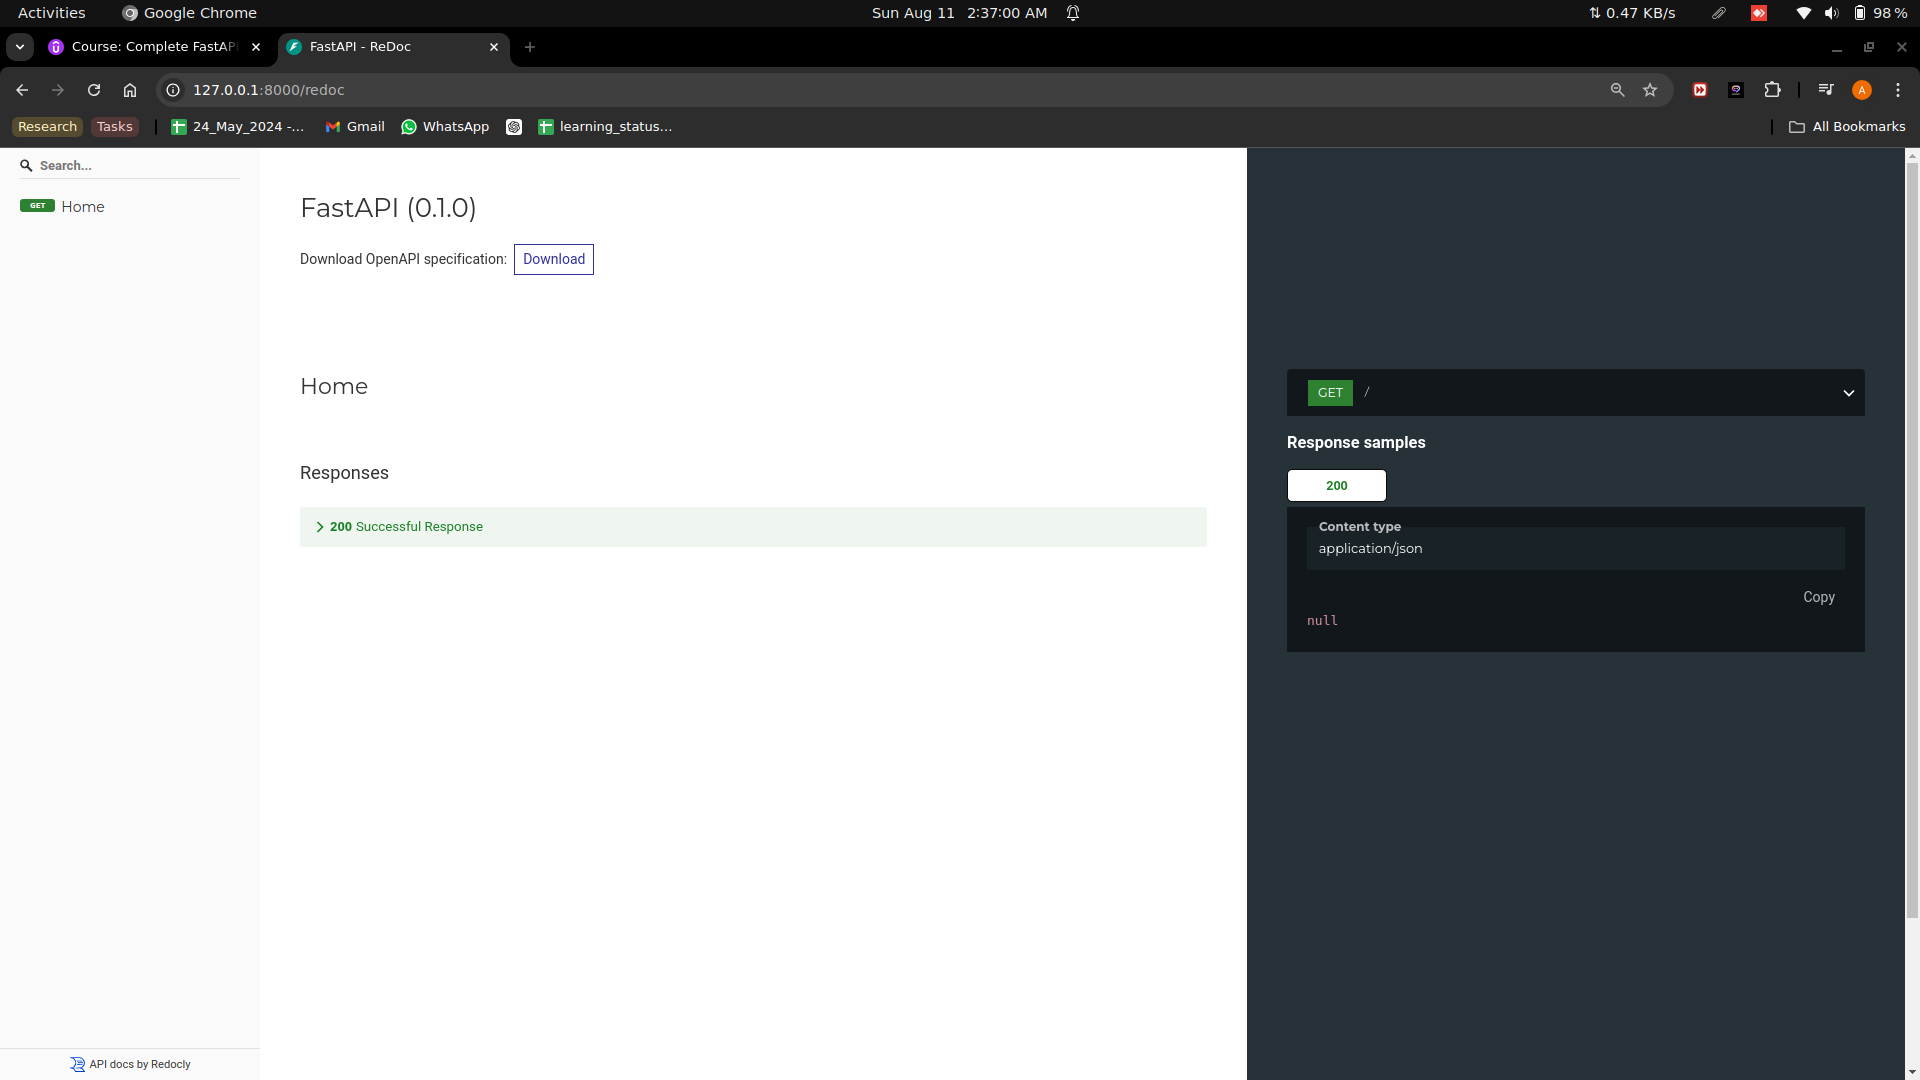 Activities
Google Chrome
Sun Aug 11 2:37:00 AM
0.47 KB/s
98 %
Course: Complete FastAP
FastAPI - ReDoc
127.0.0.1:8000/redoc
A
Research
Tasks
24_May_2024 -...
Gmail
WhatsApp
learning_status...
All Bookmarks
Search...
GET Home
FastAPI (0.1.0)
Download OpenAPI specification: Download
Home
Responses
200 Successful Response
GET /
Response samples
200
Content type
application/json
Copy
null
API docs by Redocly